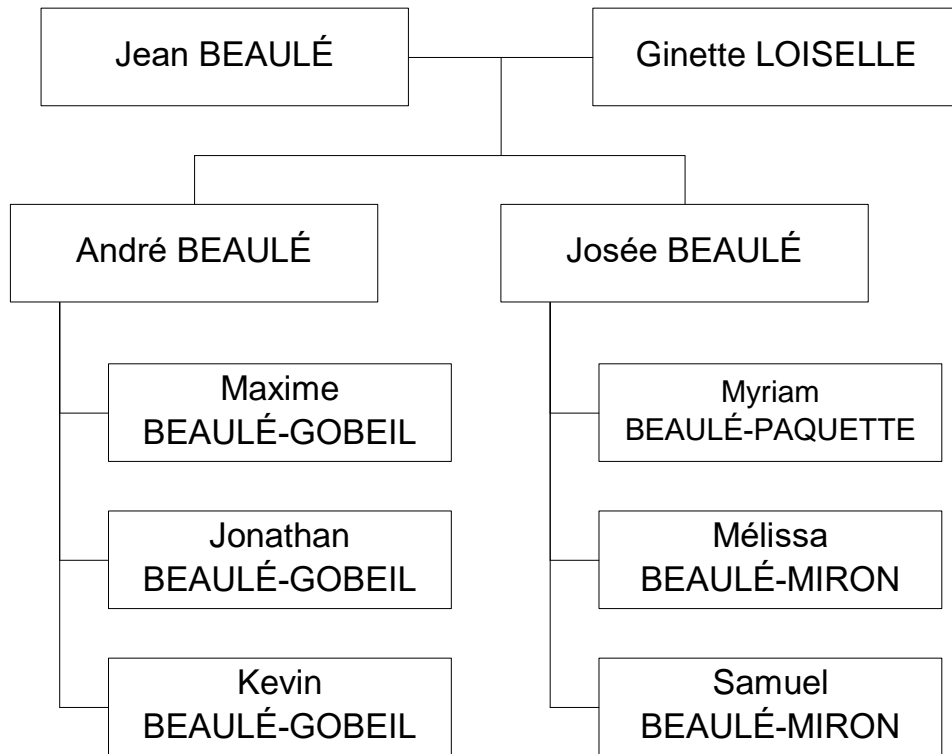 Jean BEAULÉ
Ginette LOISELLE
André BEAULÉ
Josée BEAULÉ
Maxime
BEAULÉ-GOBEIL
Myriam
BEAULÉ-PAQUETTE
Jonathan
BEAULÉ-GOBEIL
Mélissa
BEAULÉ-MIRON
Kevin
BEAULÉ-GOBEIL
Samuel
BEAULÉ-MIRON